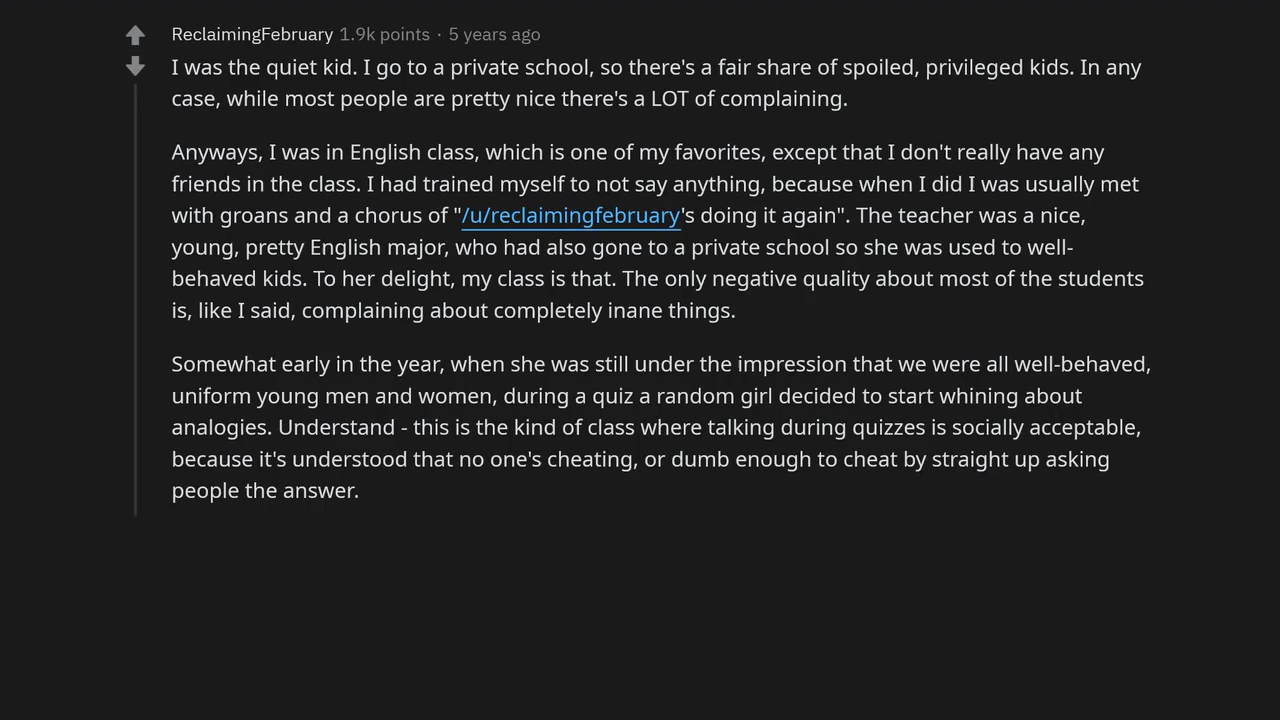 ReclaimingFebruary 1.9k points · 5 years ago
I was the quiet kid. I go to a private school, so there's a fair share of spoiled, privileged kids. In any
case, while most people are pretty nice there's a LOT of complaining.
Anyways, I was in English class, which is one of my favorites, except that I don't really have any
friends in the class. I had trained myself to not say anything, because when I did I was usually met
with groans and a chorus of "/u/reclaimingfebruary's doing it again". The teacher was a nice,
young, pretty English major, who had also gone to a private school so she was used to well-
behaved kids. To her delight, my class is that. The only negative quality about most of the students
is, like I said, complaining about completely inane things.
Somewhat early in the year, when she was still under the impression that we were all well-behaved,
uniform young men and women, during a quiz a random girl decided to start whining about
analogies. Understand - this is the kind of class where talking during quizzes is socially acceptable,
because it's understood that no one's cheating, or dumb enough to cheat by straight up asking
people the answer.